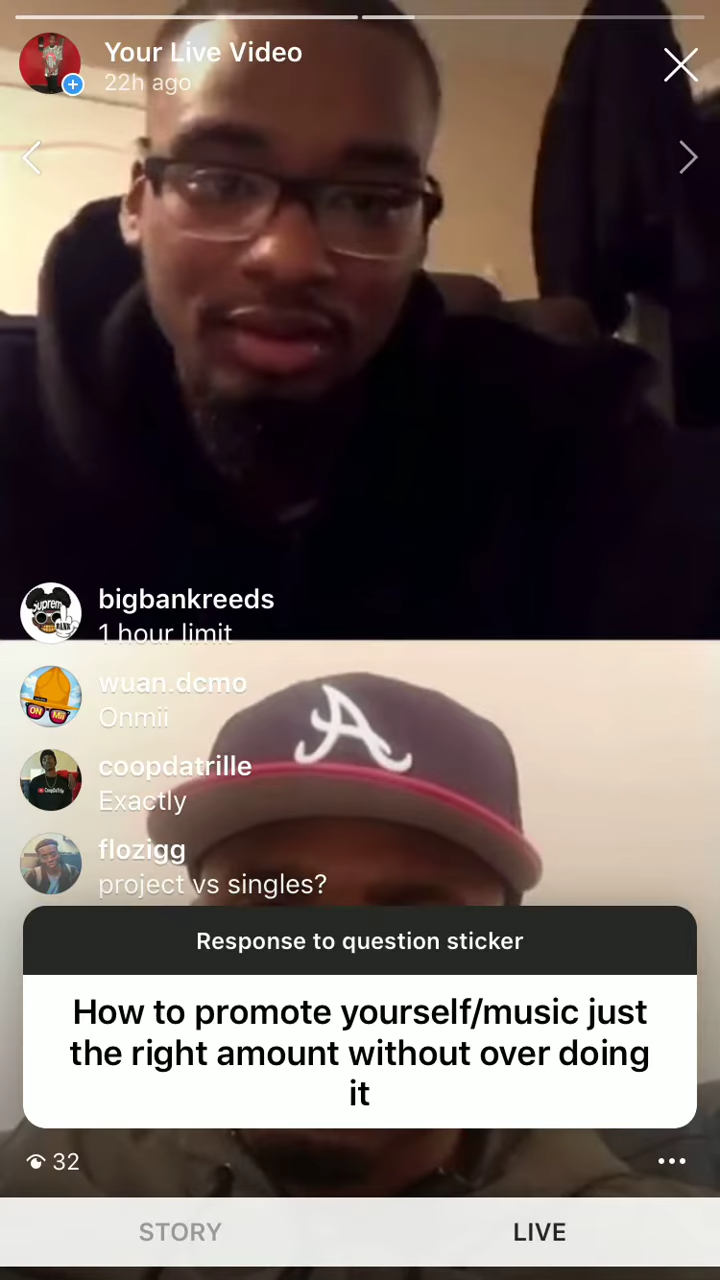 Your Live Video
22h ago
bigbankreeds
1 hour limit
wuan.dcmo
Onmii
coopdatrille
Exactly
flozigg
project vs singles?
A
Response to question sticker
How to promote yourself/music just
the right amount without over doing
it
32
STORY
LIVE